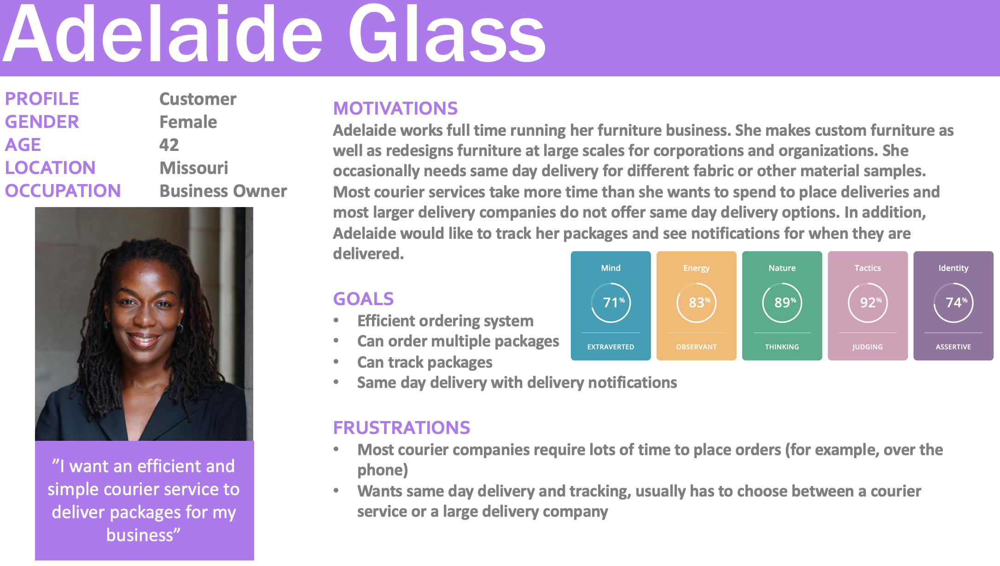 Adelaide Glass
PROFILE Customer
GENDER Female
AGE 42
LOCATION Missouri
OCCUPATION Business Owner
”I want an efficient and
simple courier service to
deliver packages for my
business”
MOTIVATIONS
Adelaide works full time running her furniture business. She makes custom furniture as
well as redesigns furniture at large scales for corporations and organizations. She
occasionally needs same day delivery for different fabric or other material samples.
Most courier services take more time than she wants to spend to place deliveries and
most larger delivery companies do not offer same day delivery options. In addition,
Adelaide would like to track her packages and see notifications for when they are
delivered.
Mind
71%
EXTRAVERTED
Energy
83%
OBSERVANT
Nature
89%
THINKING
Tactics
92%
JUDGING
Identity
74%
ASSERTIVE
GOALS
• Efficient ordering system
• Can order multiple packages
• Can track packages
• Same day delivery with delivery notifications
FRUSTRATIONS
• Most courier companies require lots of time to place orders (for example, over the
phone)
• Wants same day delivery and tracking, usually has to choose between a courier
service or a large delivery company